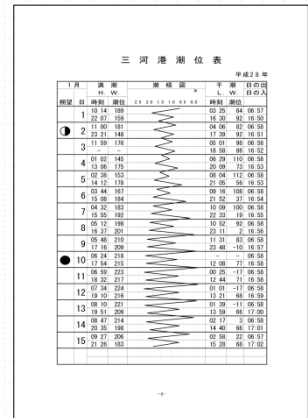 三河港潮位表
平成28年
1月 満潮 潮候図 干潮 日の出
H. W. L. W. 日の入
朔望 日 時刻 潮位 時刻 潮位
1 10 14 189 03 25 64 06:57
22 07 159 16 30 92 16:50
2 11 00 181 04 06 82 06:58
23 21 148 17 39 92 16:51
3 11 59 176 05 01 98 06:58
- - 18 58 86 16:52
4 01 02 145 06 29 110 06:58
13 06 175 20 09 73 16:53
5 02 38 153 08 04 112 06:58
14 12 178 21 05 56 16:53
6 03 44 167 09 16 108 06:58
15 08 184 21 52 37 16:54
7 04 32 183 10 09 100 06:58
15 55 192 22 33 19 16:55
8 05 12 198 10 52 92 06:58
16 37 201 23 11 2 16:56
9 05 48 210 11 31 83 06:58
17 16 209 23 48 -10 16:57
10 06 24 218 - - 06:58
17 54 215 12 08 77 16:58
11 06 59 223 00 25 -17 06:58
18 32 217 12 44 71 16:58
12 07 34 224 01 01 -17 06:58
19 10 216 13 21 68 16:59
13 08 10 221 01 39 -11 06:58
19 51 209 13 59 66 17:00
14 08 47 214 02 17 3 06:58
20 35 198 14 40 66 17:01
15 09 27 206 02 58 22 06:57
21 26 183 15 28 68 17:02